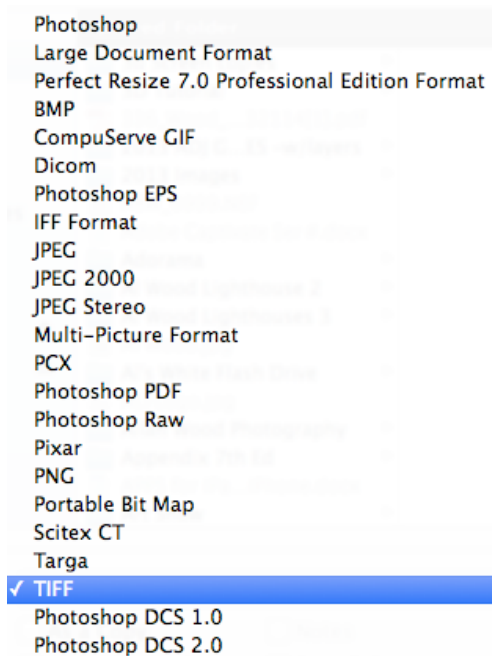 Photoshop
Large Document Format
Perfect Resize 7.0 Professional Edition Format
BMP
CompuServe GIF
Dicom
Photoshop EPS
IFF Format
JPEG
JPEG 2000
JPEG Stereo
Multi-Picture Format
PCX
Photoshop PDF
Photoshop Raw
Pixar
PNG
Portable Bit Map
Scitex CT
Targa
✓ TIFF
Photoshop DCS 1.0
Photoshop DCS 2.0